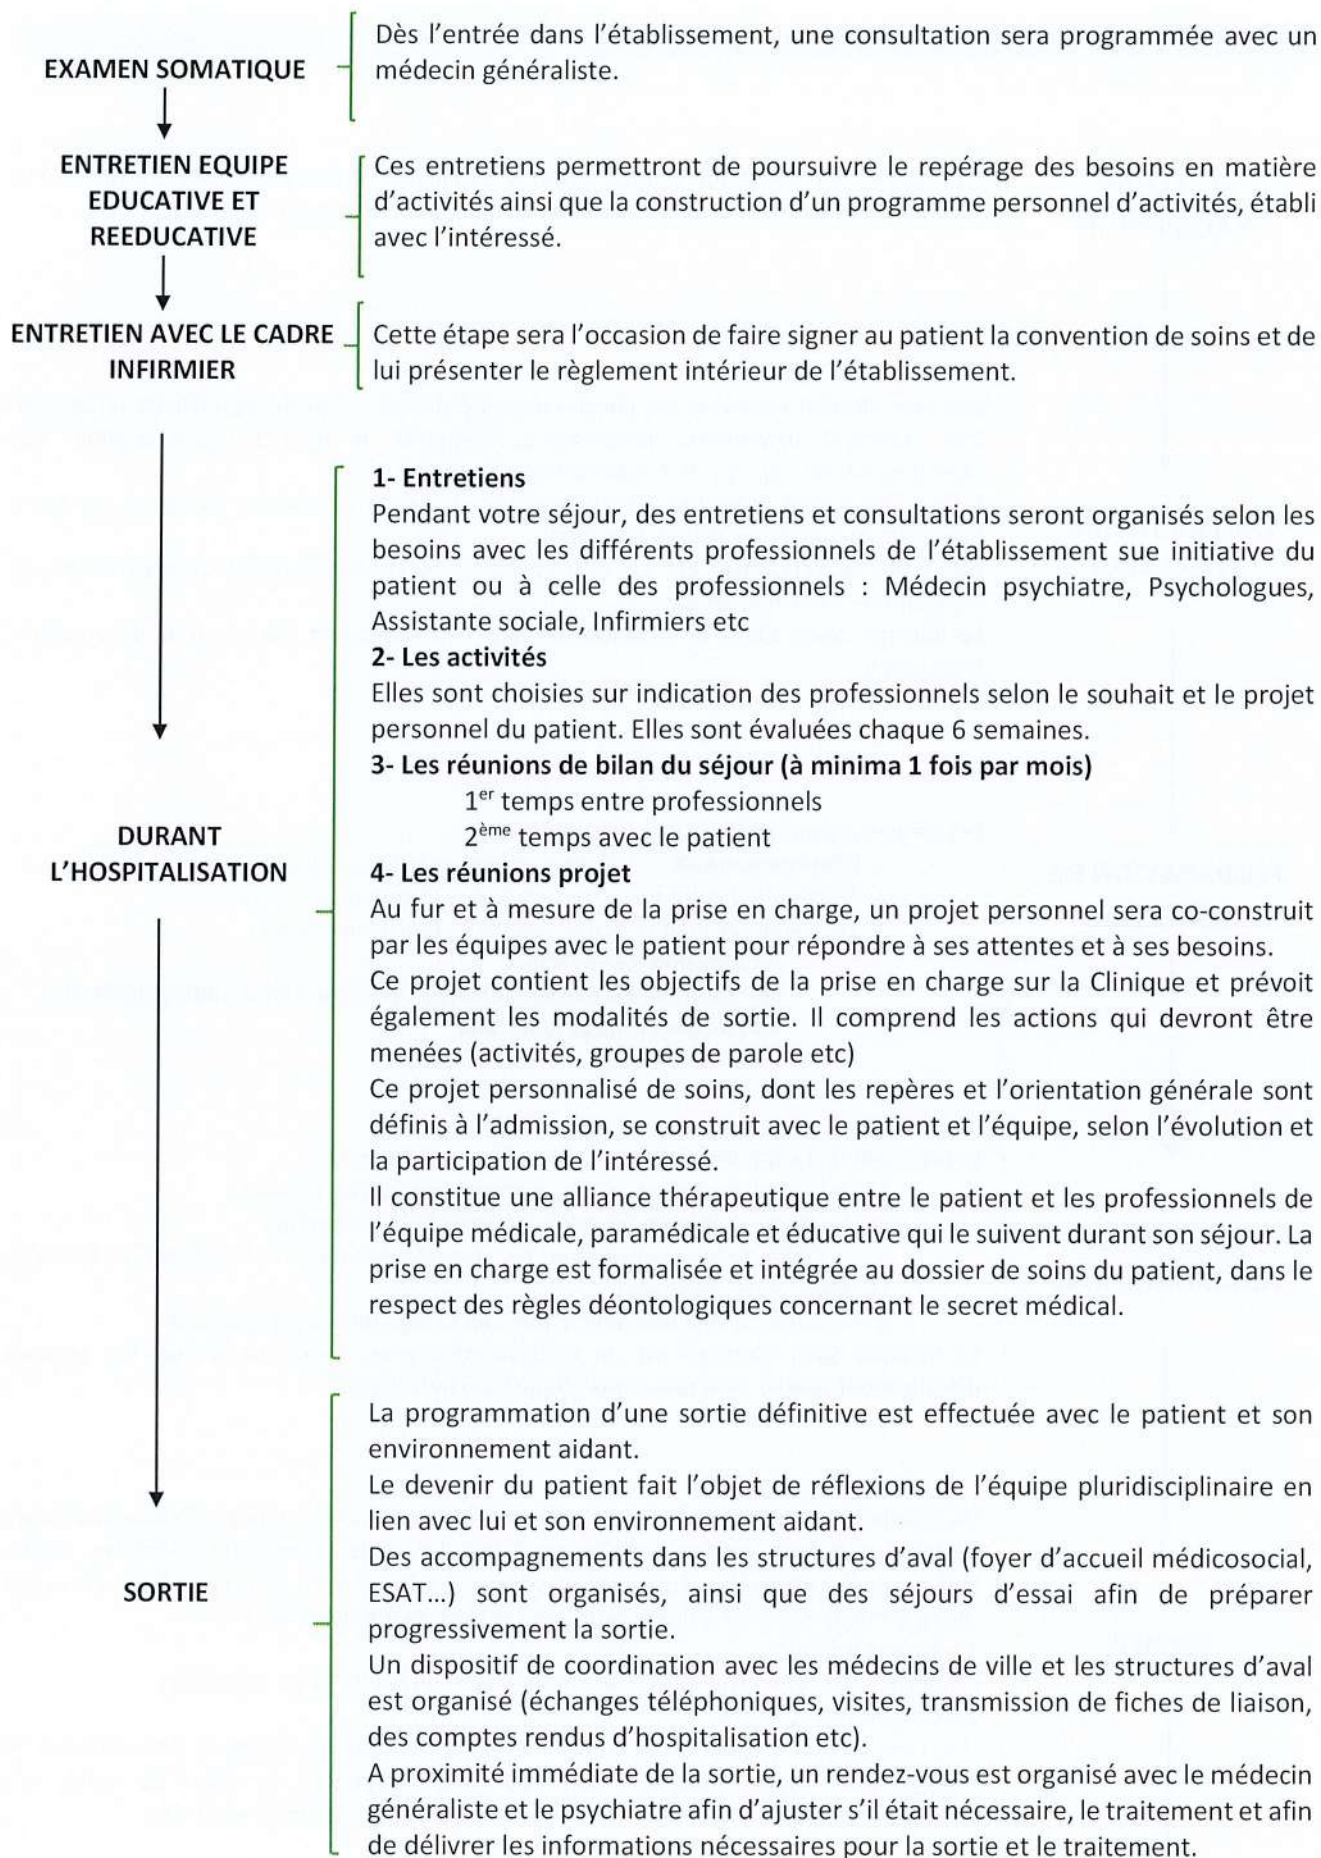 EXAMEN SOMATIQUE
Dès l'entrée dans l'établissement, une consultation sera programmée avec un
médecin généraliste.
ENTRETIEN EQUIPE
EDUCATIVE ET
REEDUCATIVE
Ces entretiens permettront de poursuivre le repérage des besoins en matière
d'activités ainsi que la construction d'un programme personnel d'activités, établi
avec l'intéressé.
ENTRETIEN AVEC LE CADRE
INFIRMIER
Cette étape sera l'occasion de faire signer au patient la convention de soins et de
lui présenter le règlement intérieur de l'établissement.
DURANT
L'HOSPITALISATION
1- Entretiens
Pendant votre séjour, des entretiens et consultations seront organisés selon les
besoins avec les différents professionnels de l'établissement sue initiative du
patient ou à celle des professionnels : Médecin psychiatre, Psychologues,
Assistante sociale, Infirmiers etc
2- Les activités
Elles sont choisies sur indication des professionnels selon le souhait et le projet
personnel du patient. Elles sont évaluées chaque 6 semaines.
3- Les réunions de bilan du séjour (à minima 1 fois par mois)
1er temps entre professionnels
2ème temps avec le patient
4- Les réunions projet
Au fur et à mesure de la prise en charge, un projet personnel sera co-construit
par les équipes avec le patient pour répondre à ses attentes et à ses besoins.
Ce projet contient les objectifs de la prise en charge sur la Clinique et prévoit
également les modalités de sortie. Il comprend les actions qui devront être
menées (activités, groupes de parole etc)
Ce projet personnalisé de soins, dont les repères et l'orientation générale sont
définis à l'admission, se construit avec le patient et l'équipe, selon l'évolution et
la participation de l'intéressé.
Il constitue une alliance thérapeutique entre le patient et les professionnels de
l'équipe médicale, paramédicale et éducative qui le suivent durant son séjour. La
prise en charge est formalisée et intégrée au dossier de soins du patient, dans le
respect des règles déontologiques concernant le secret médical.
SORTIE
La programmation d'une sortie définitive est effectuée avec le patient et son
environnement aidant.
Le devenir du patient fait l'objet de réflexions de l'équipe pluridisciplinaire en
lien avec lui et son environnement aidant.
Des accompagnements dans les structures d'aval (foyer d'accueil médicosocial,
ESAT...) sont organisés, ainsi que des séjours d'essai afin de préparer
progressivement la sortie.
Un dispositif de coordination avec les médecins de ville et les structures d'aval
est organisé (échanges téléphoniques, visites, transmission de fiches de liaison,
des comptes rendus d'hospitalisation etc).
A proximité immédiate de la sortie, un rendez-vous est organisé avec le médecin
généraliste et le psychiatre afin d'ajuster s'il était nécessaire, le traitement et afin
de délivrer les informations nécessaires pour la sortie et le traitement.